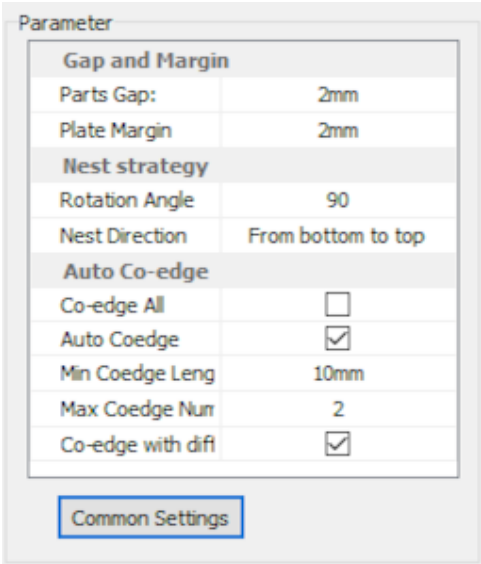 Parameter
Gap and Margin
Parts Gap: 2mm
Plate Margin 2mm
Nest strategy
Rotation Angle 90
Nest Direction From bottom to top
Auto Co-edge
Co-edge All
Auto Coedge
Min Coedge Leng 10mm
Max Coedge Num 2
Co-edge with diff
Common Settings